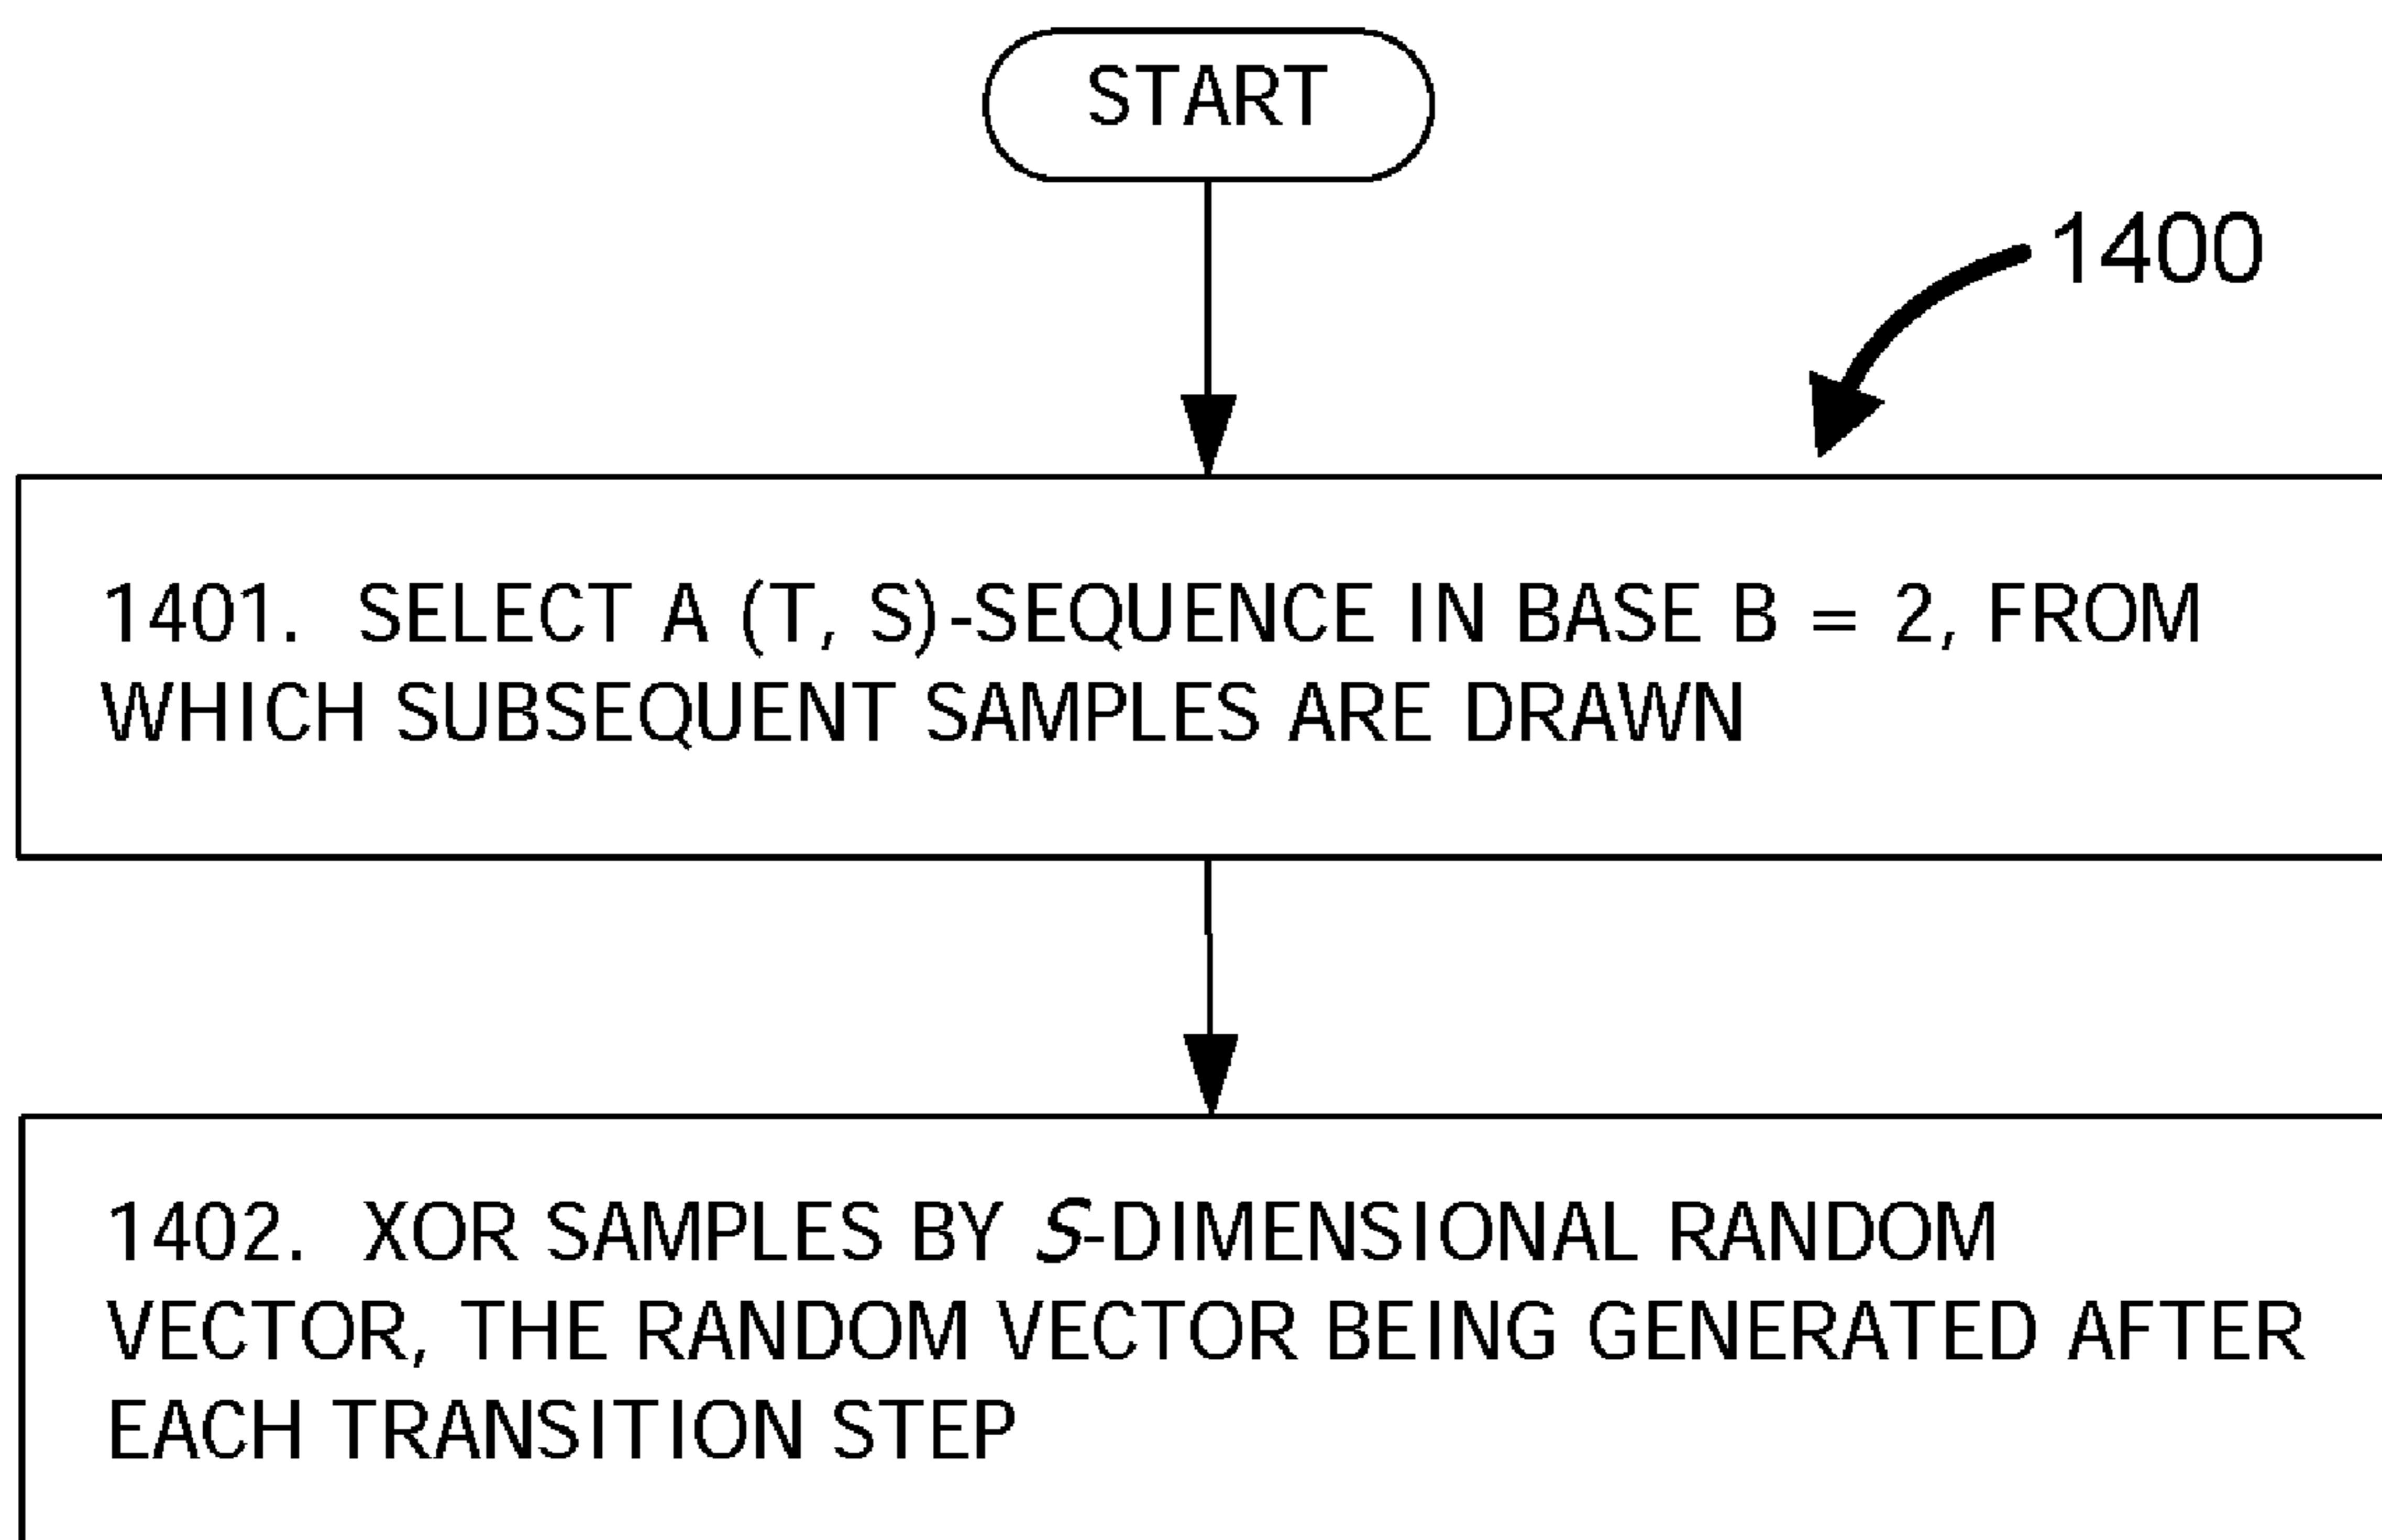 START
1400
1401. SELECT A (T, S)-SEQUENCE IN BASE B = 2, FROM
WHICH SUBSEQUENT SAMPLES ARE DRAWN
1402. XOR SAMPLES BY S-DIMENSIONAL RANDOM
VECTOR, THE RANDOM VECTOR BEING GENERATED AFTER
EACH TRANSITION STEP